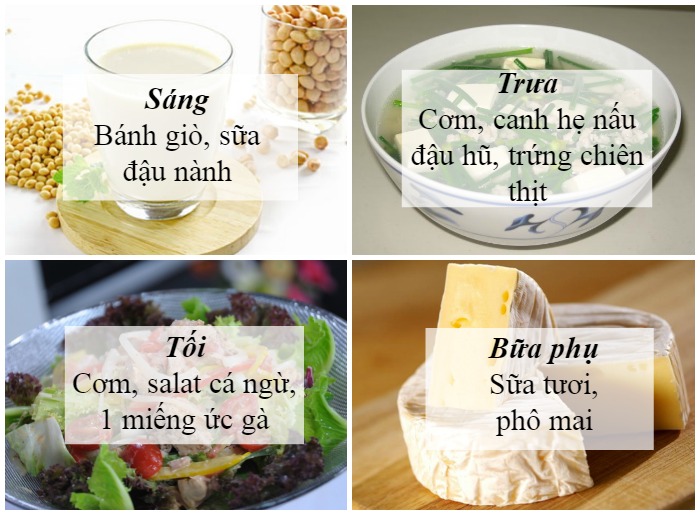 Sáng
Bánh giò, sữa
đậu nành
Trưa
Cơm, canh hẹ nấu
đậu hũ, trứng chiên
thịt
Tối
Cơm, salat cá ngừ,
1 miếng ức gà
Bữa phụ
Sữa tươi,
phô mai